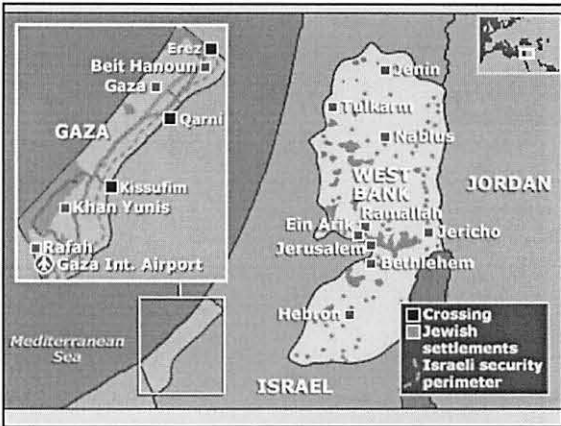 Erez
Beit Hanoun
Gaza
GAZA
Qarni
Kissufim
Khan Yunis
Rafah
Gaza Int. Airport
Mediterranean
Sea
ISRAEL
Jenin
Tulkarm
Nablus
WEST
BANK
Ramallah
Ein Arik
Jericho
Jerusalem
Bethlehem
Hebron
JORDAN
Crossing
Jewish
settlements
Israeli security
perimeter